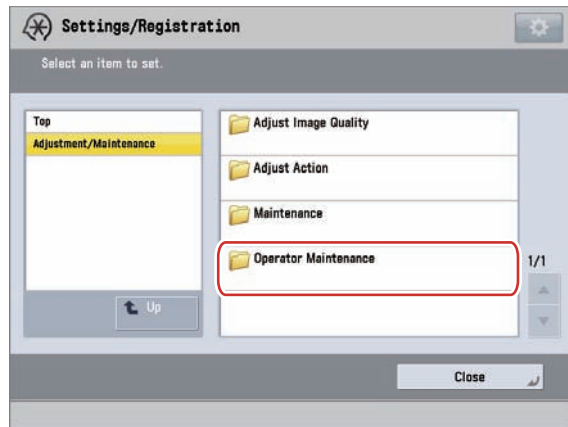 Settings/Registration
Select an item to set.
Top
Adjustment/Maintenance
Up
Adjust Image Quality
Adjust Action
Maintenance
Operator Maintenance
1/1
Close